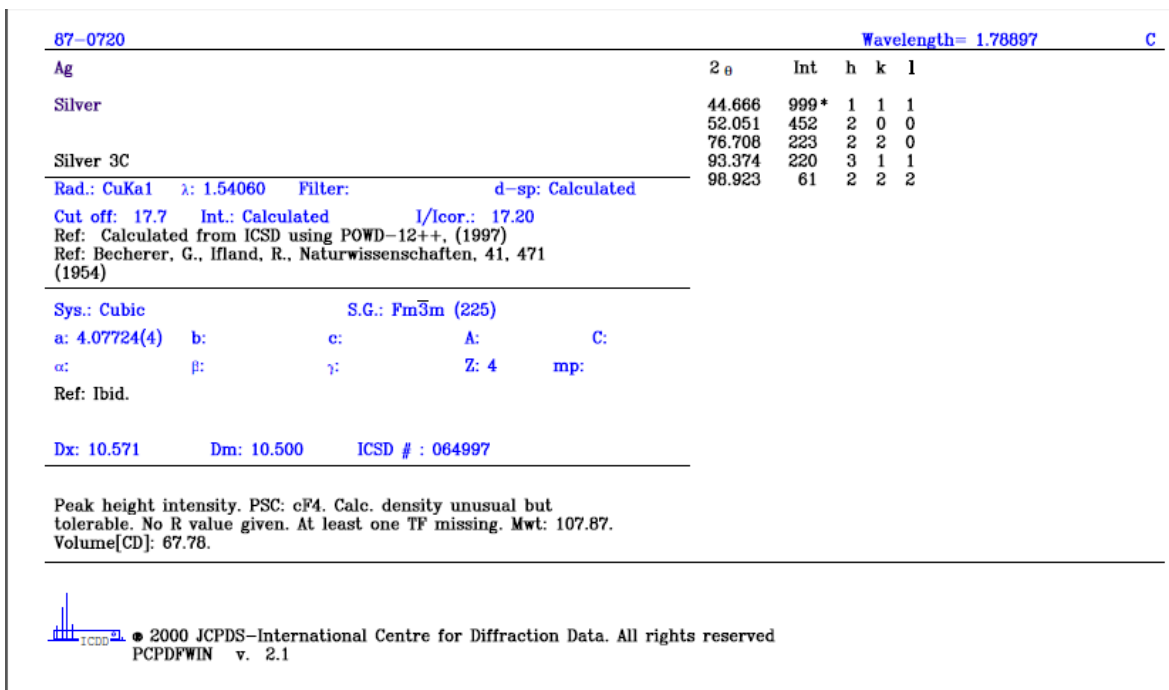 87-0720 Wavelength= 1.78897 C
Ag 2 θ Int h k l
Silver 44.666 999* 1 1 1
52.051 452 2 0 0
76.708 223 2 2 0
Silver 3C 93.374 220 3 1 1
98.923 61 2 2 2
Rad.: CuKa1 λ: 1.54060 Filter: d-sp: Calculated
Cut off: 17.7 Int.: Calculated I/Icor.: 17.20
Ref: Calculated from ICSD using POWD-12++, (1997)
Ref: Becherer, G., Ifland, R., Naturwissenschaften, 41, 471
(1954)
Sys.: Cubic S.G.: Fm3̅m (225)
a: 4.07724(4) b: c: A: C:
α: β: γ: Z: 4 mp:
Ref: Ibid.
Dx: 10.571 Dm: 10.500 ICSD # : 064997
Peak height intensity. PSC: cF4. Calc. density unusual but
tolerable. No R value given. At least one TF missing. Mwt: 107.87.
Volume[CD]: 67.78.
ICDD ® © 2000 JCPDS-International Centre for Diffraction Data. All rights reserved
PCPDFWIN v. 2.1